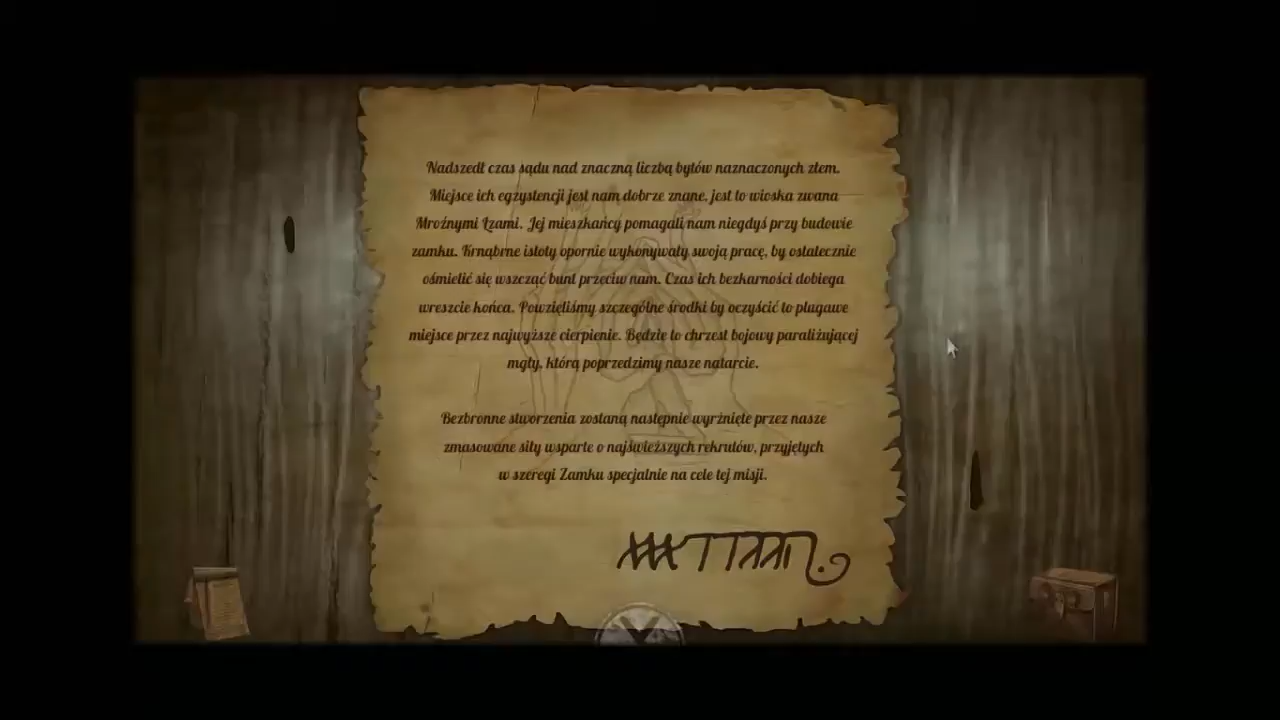 Nadszedł czas sądu nad znaczną liczbą bytów naznaczonych złem.
Miejsce ich egzystencji jest nam dobrze znane, jest to wioska zwana
Mroźnymi Łzami. Jej mieszkańcy pomagali nam niegdyś przy budowie
zamku. Krnąbrne istoty opornie wykonywały swoją pracę, by ostatecznie
ośmielić się wszcząć bunt przeciw nam. Czas ich bezkarności dobiega
wreszcie końca. Powzięliśmy szczególne środki by oczyścić to plugawe
miejsce przez najwyższe cierpienie. Będzie to chrzest bojowy paraliżującej
mgły, którą poprzedzimy nasze natarcie.
Bezbronne stworzenia zostaną następnie wyrżnięte przez nasze
zmasowane siły wsparte o najświeższych rekrutów, przyjętych
w szeregi Zamku specjalnie na cele tej misji.